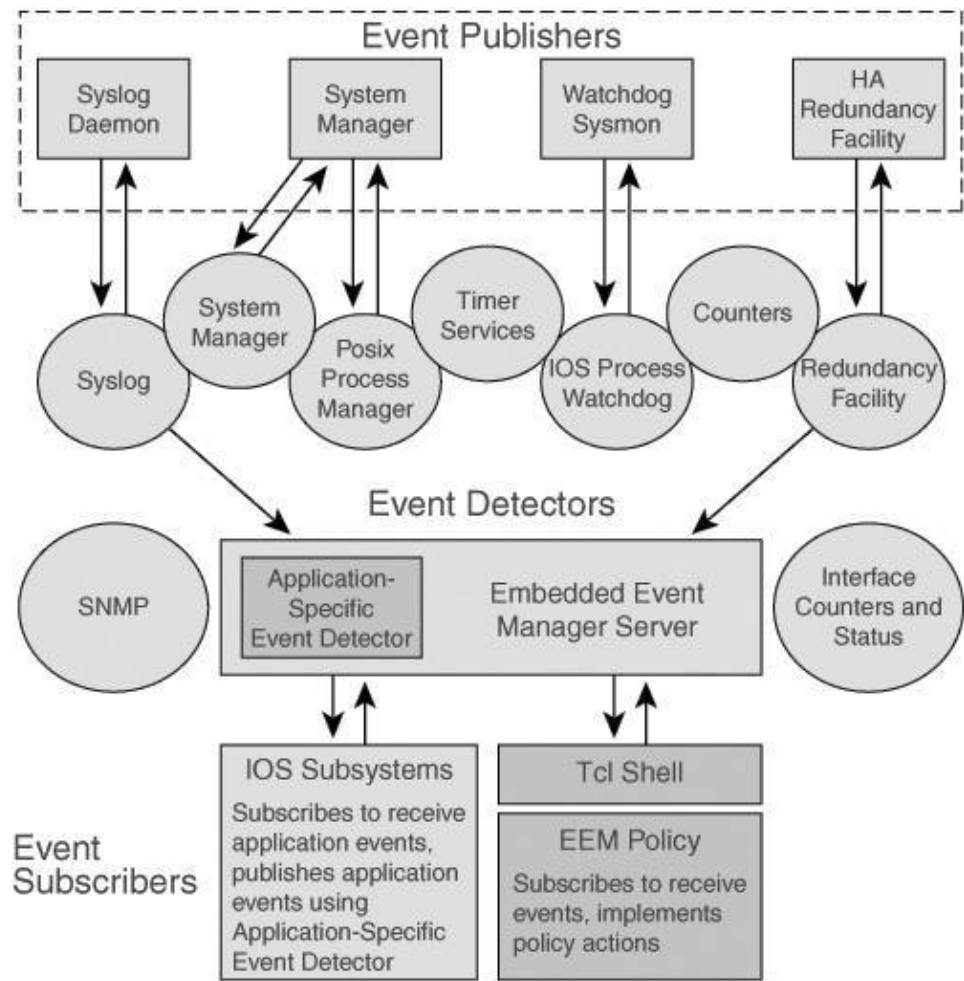 Event Publishers
Syslog
Daemon
System
Manager
Watchdog
Sysmon
HA
Redundancy
Facility
Syslog
System
Manager
Posix
Process
Manager
Timer
Services
IOS Process
Watchdog
Counters
Redundancy
Facility
Event Detectors
SNMP
Application-
Specific
Event Detector
Embedded Event
Manager Server
Interface
Counters and
Status
Event
Subscribers
IOS Subsystems
Subscribes to receive
application events,
publishes application
events using
Application-Specific
Event Detector
Tcl Shell
EEM Policy
Subscribes to receive
events, implements
policy actions